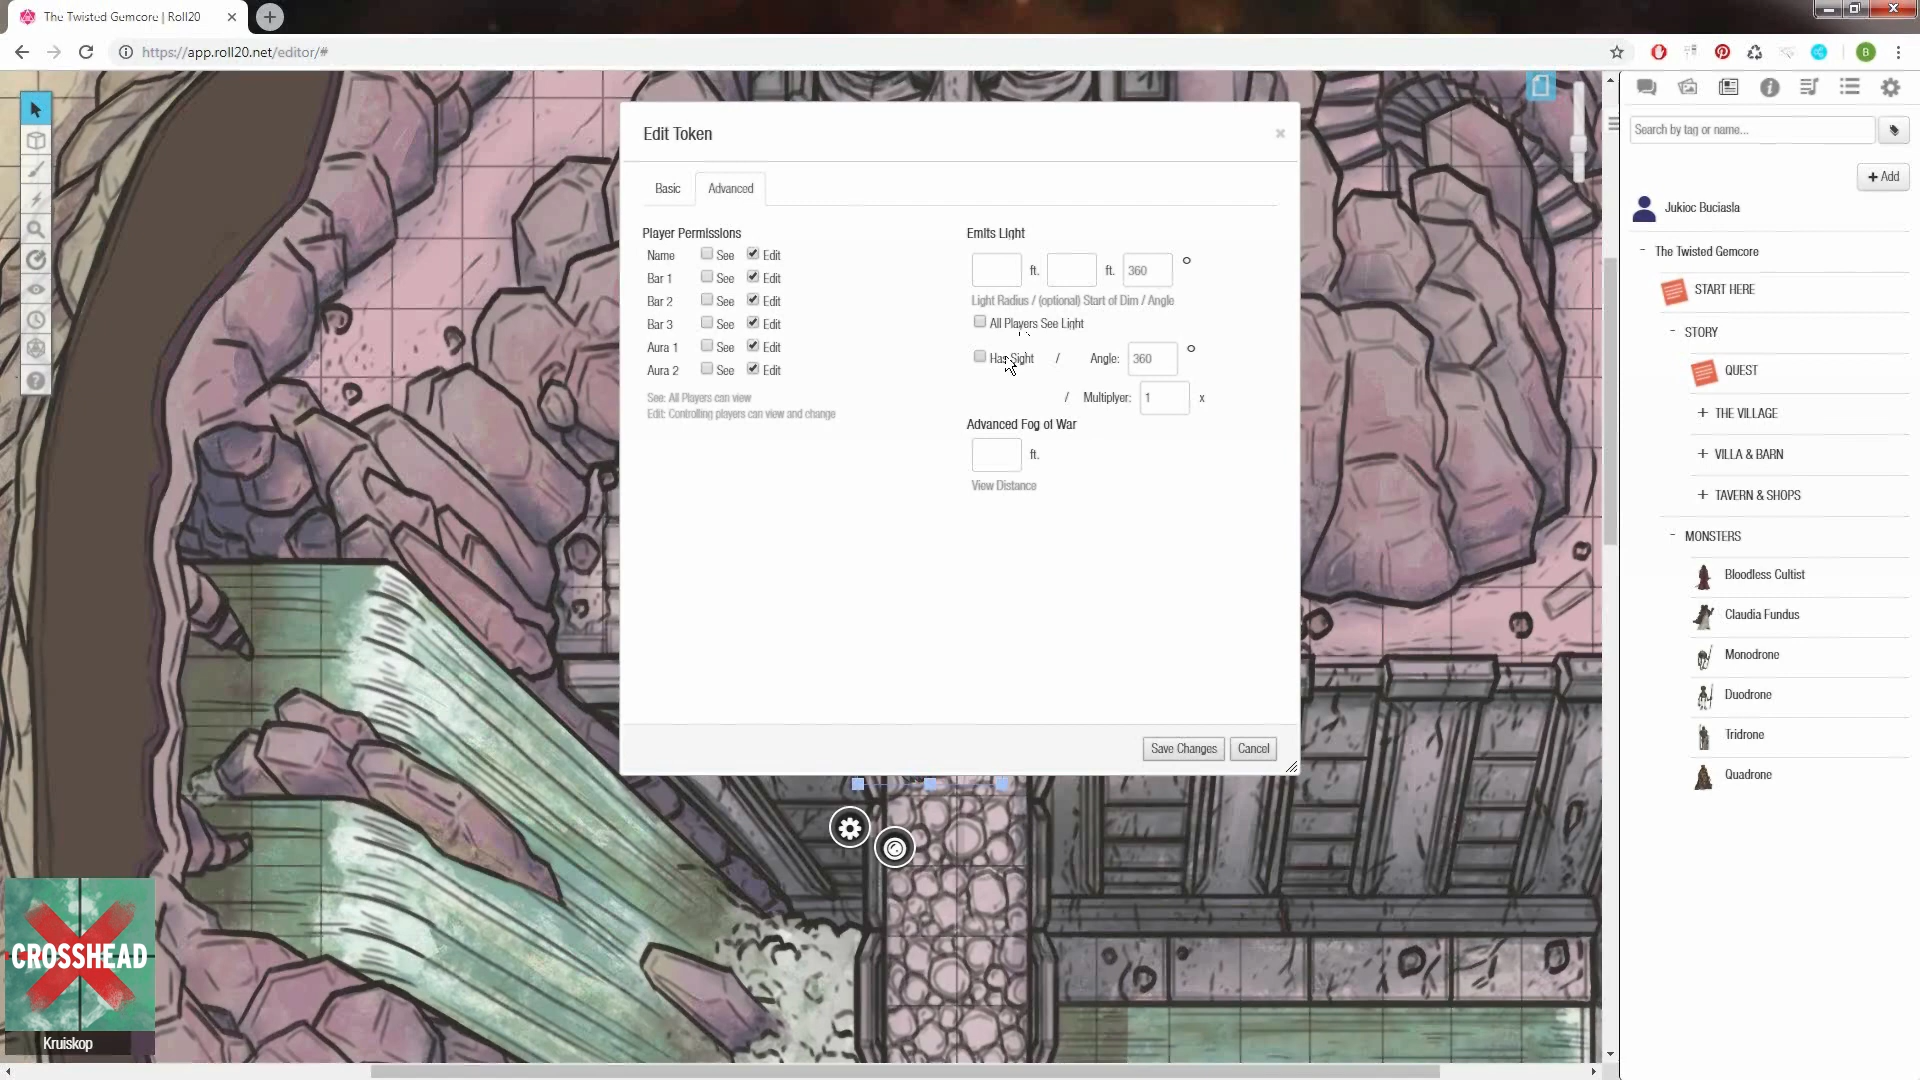 The Twisted Gemcore | Roll20
https://app.roll20.net/editor/#
B
Edit Token
Basic
Advanced
Player Permissions
Name See Edit
Bar 1 See Edit
Bar 2 See Edit
Bar 3 See Edit
Aura 1 See Edit
Aura 2 See Edit
See: All Players can view
Edit: Controlling players can view and change
Emits Light
ft. ft. 360 °
Light Radius / (optional) Start of Dim / Angle
All Players See Light
Has Sight / Angle: 360 °
/ Multiplyer: 1 x
Advanced Fog of War
ft.
View Distance
Save Changes
Cancel
Search by tag or name...
+ Add
Jukioc Buciasla
- The Twisted Gemcore
START HERE
- STORY
QUEST
+ THE VILLAGE
+ VILLA & BARN
+ TAVERN & SHOPS
- MONSTERS
Bloodless Cultist
Claudia Fundus
Monodrone
Duodrone
Tridrone
Quadrone
CROSSHEAD
Kruiskop